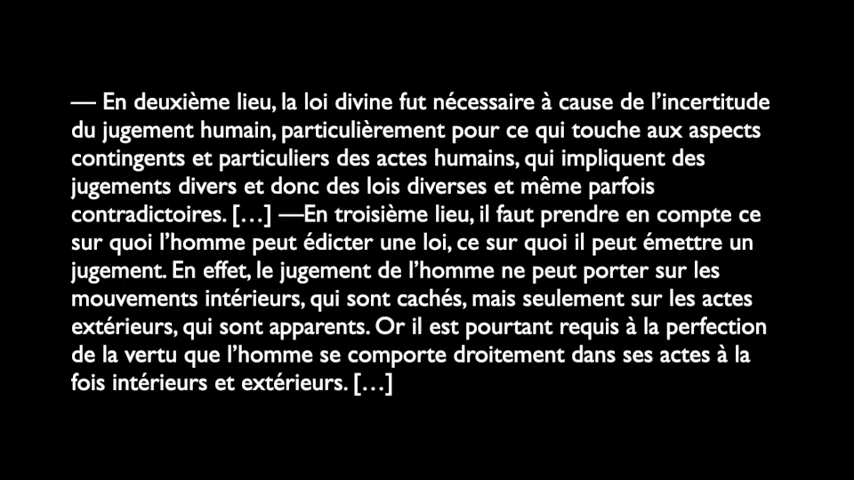 — En deuxième lieu, la loi divine fut nécessaire à cause de l’incertitude
du jugement humain, particulièrement pour ce qui touche aux aspects
contingents et particuliers des actes humains, qui impliquent des
jugements divers et donc des lois diverses et même parfois
contradictoires. […] —En troisième lieu, il faut prendre en compte ce
sur quoi l’homme peut édicter une loi, ce sur quoi il peut émettre un
jugement. En effet, le jugement de l’homme ne peut porter sur les
mouvements intérieurs, qui sont cachés, mais seulement sur les actes
extérieurs, qui sont apparents. Or il est pourtant requis à la perfection
de la vertu que l’homme se comporte droitement dans ses actes à la
fois intérieurs et extérieurs. […]